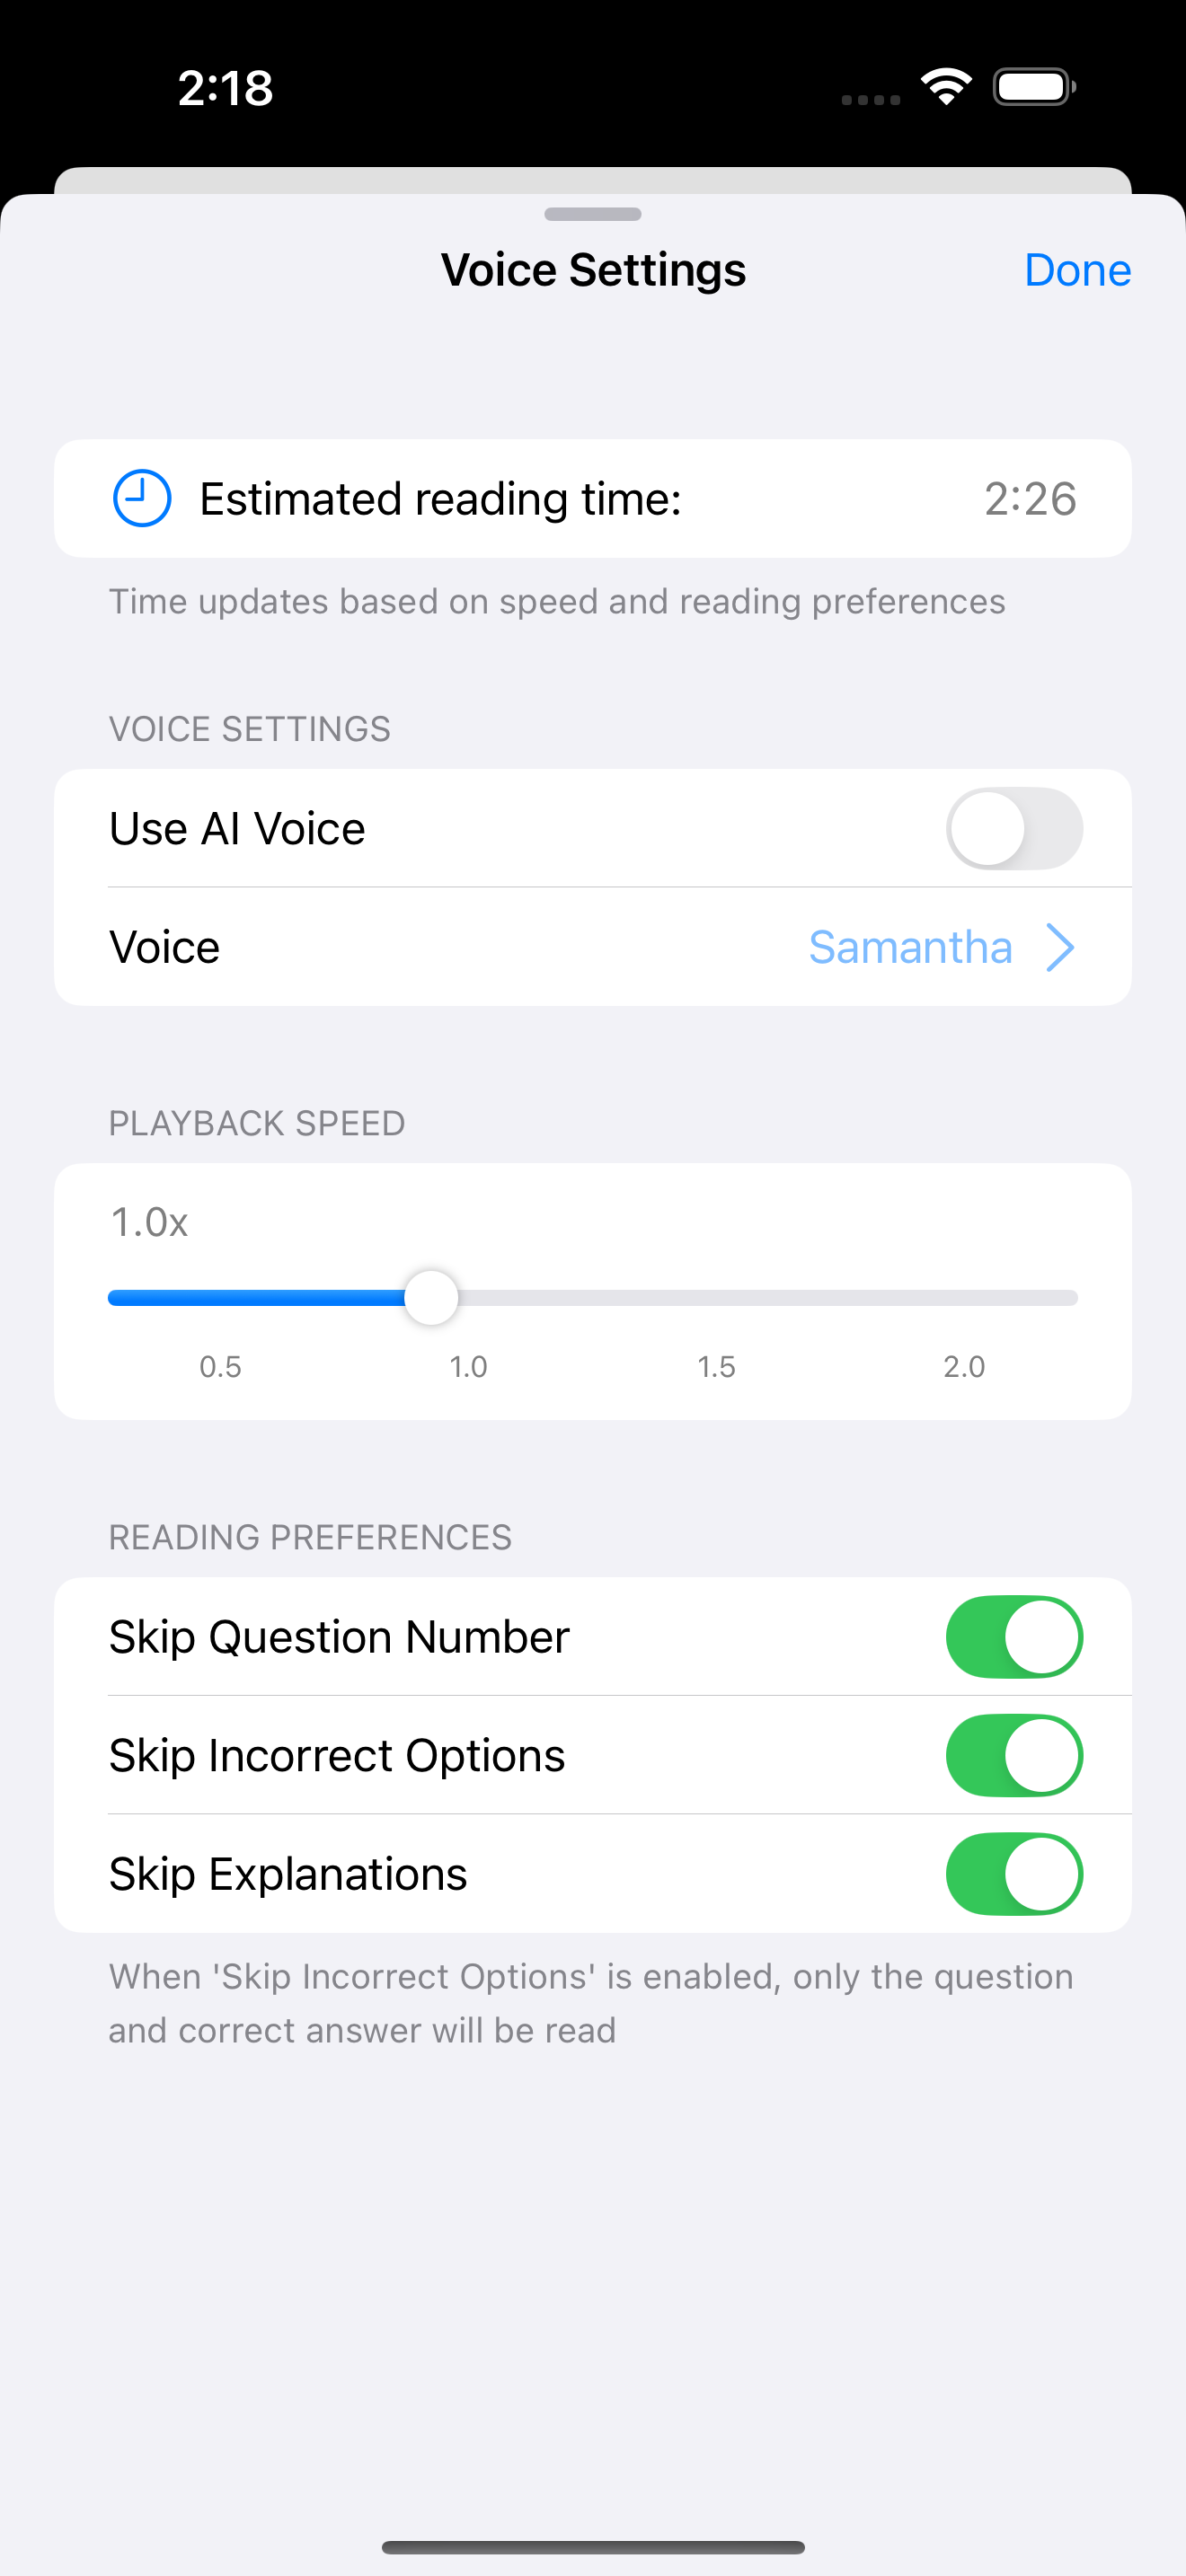 2:18
Voice Settings
Done
Estimated reading time:
2:26
Time updates based on speed and reading preferences
VOICE SETTINGS
Use AI Voice
Voice
Samantha
PLAYBACK SPEED
1.0x
0.5
1.0
1.5
2.0
READING PREFERENCES
Skip Question Number
Skip Incorrect Options
Skip Explanations
When 'Skip Incorrect Options' is enabled, only the question
and correct answer will be read